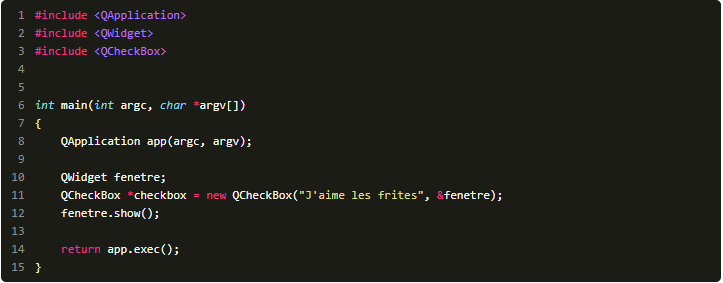 1 #include <QApplication>
2 #include <QWidget>
3 #include <QCheckBox>
4
5
6 int main(int argc, char *argv[])
7 {
8     QApplication app(argc, argv);
9
10     QWidget fenetre;
11     QCheckBox *checkbox = new QCheckBox("J'aime les frites", &fenetre);
12     fenetre.show();
13
14     return app.exec();
15 }